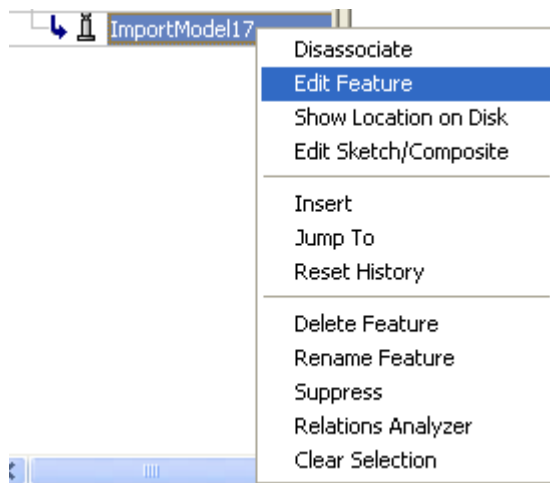 ImportModel17
Disassociate
Edit Feature
Show Location on Disk
Edit Sketch/Composite
Insert
Jump To
Reset History
Delete Feature
Rename Feature
Suppress
Relations Analyzer
Clear Selection